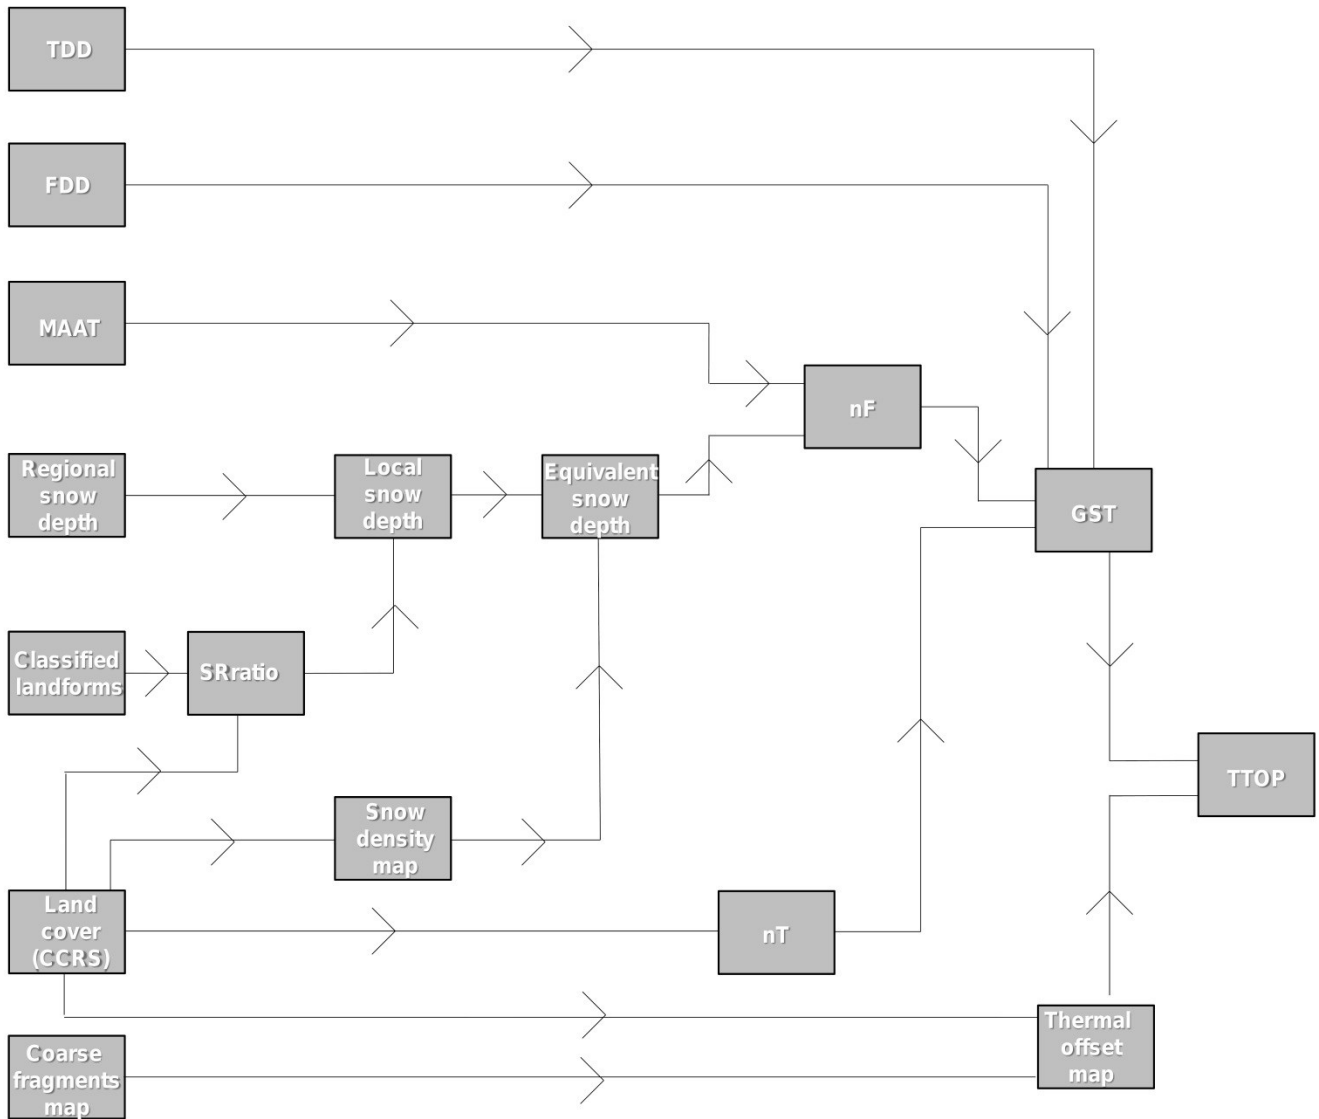 TDD
FDD
MAAT
nF
Regional
snow
depth
Local
snow
depth
Equivalent
snow
depth
GST
Classified
landforms
SRratio
TTOP
Snow
density
map
Land
cover
(CCRS)
nT
Thermal
offset
map
Coarse
fragments
map